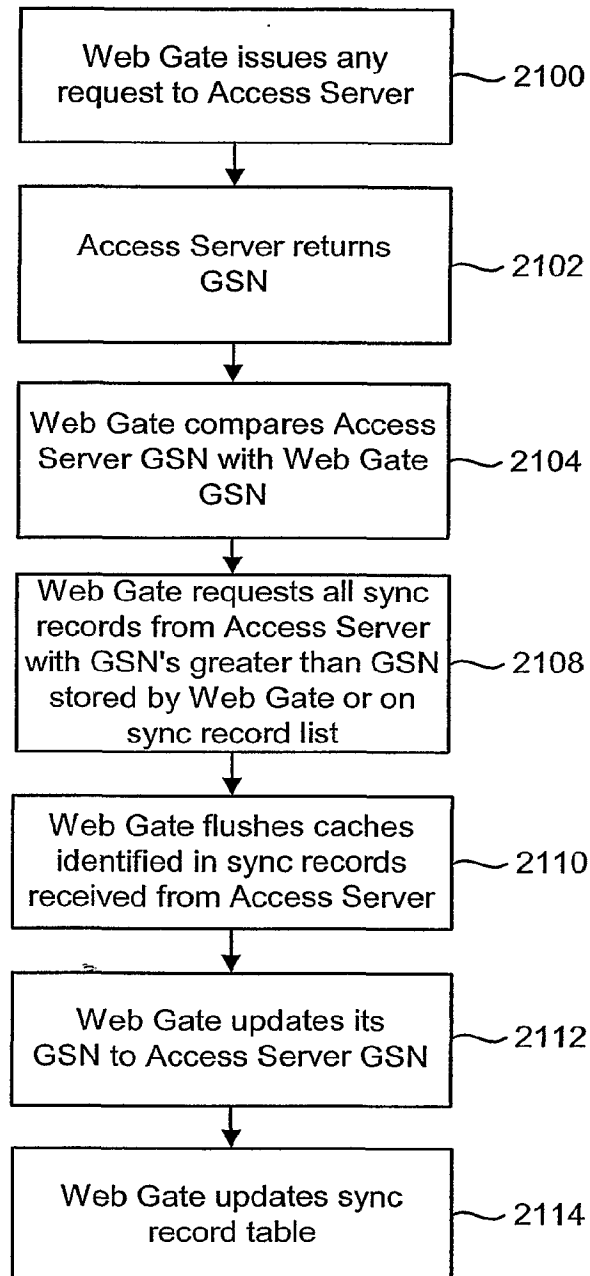 Web Gate issues any
request to Access Server
2100
Access Server returns
GSN
2102
Web Gate compares Access
Server GSN with Web Gate
GSN
2104
Web Gate requests all sync
records from Access Server
with GSN's greater than GSN
stored by Web Gate or on
sync record list
2108
Web Gate flushes caches
identified in sync records
received from Access Server
2110
Web Gate updates its
GSN to Access Server GSN
2112
Web Gate updates sync
record table
2114